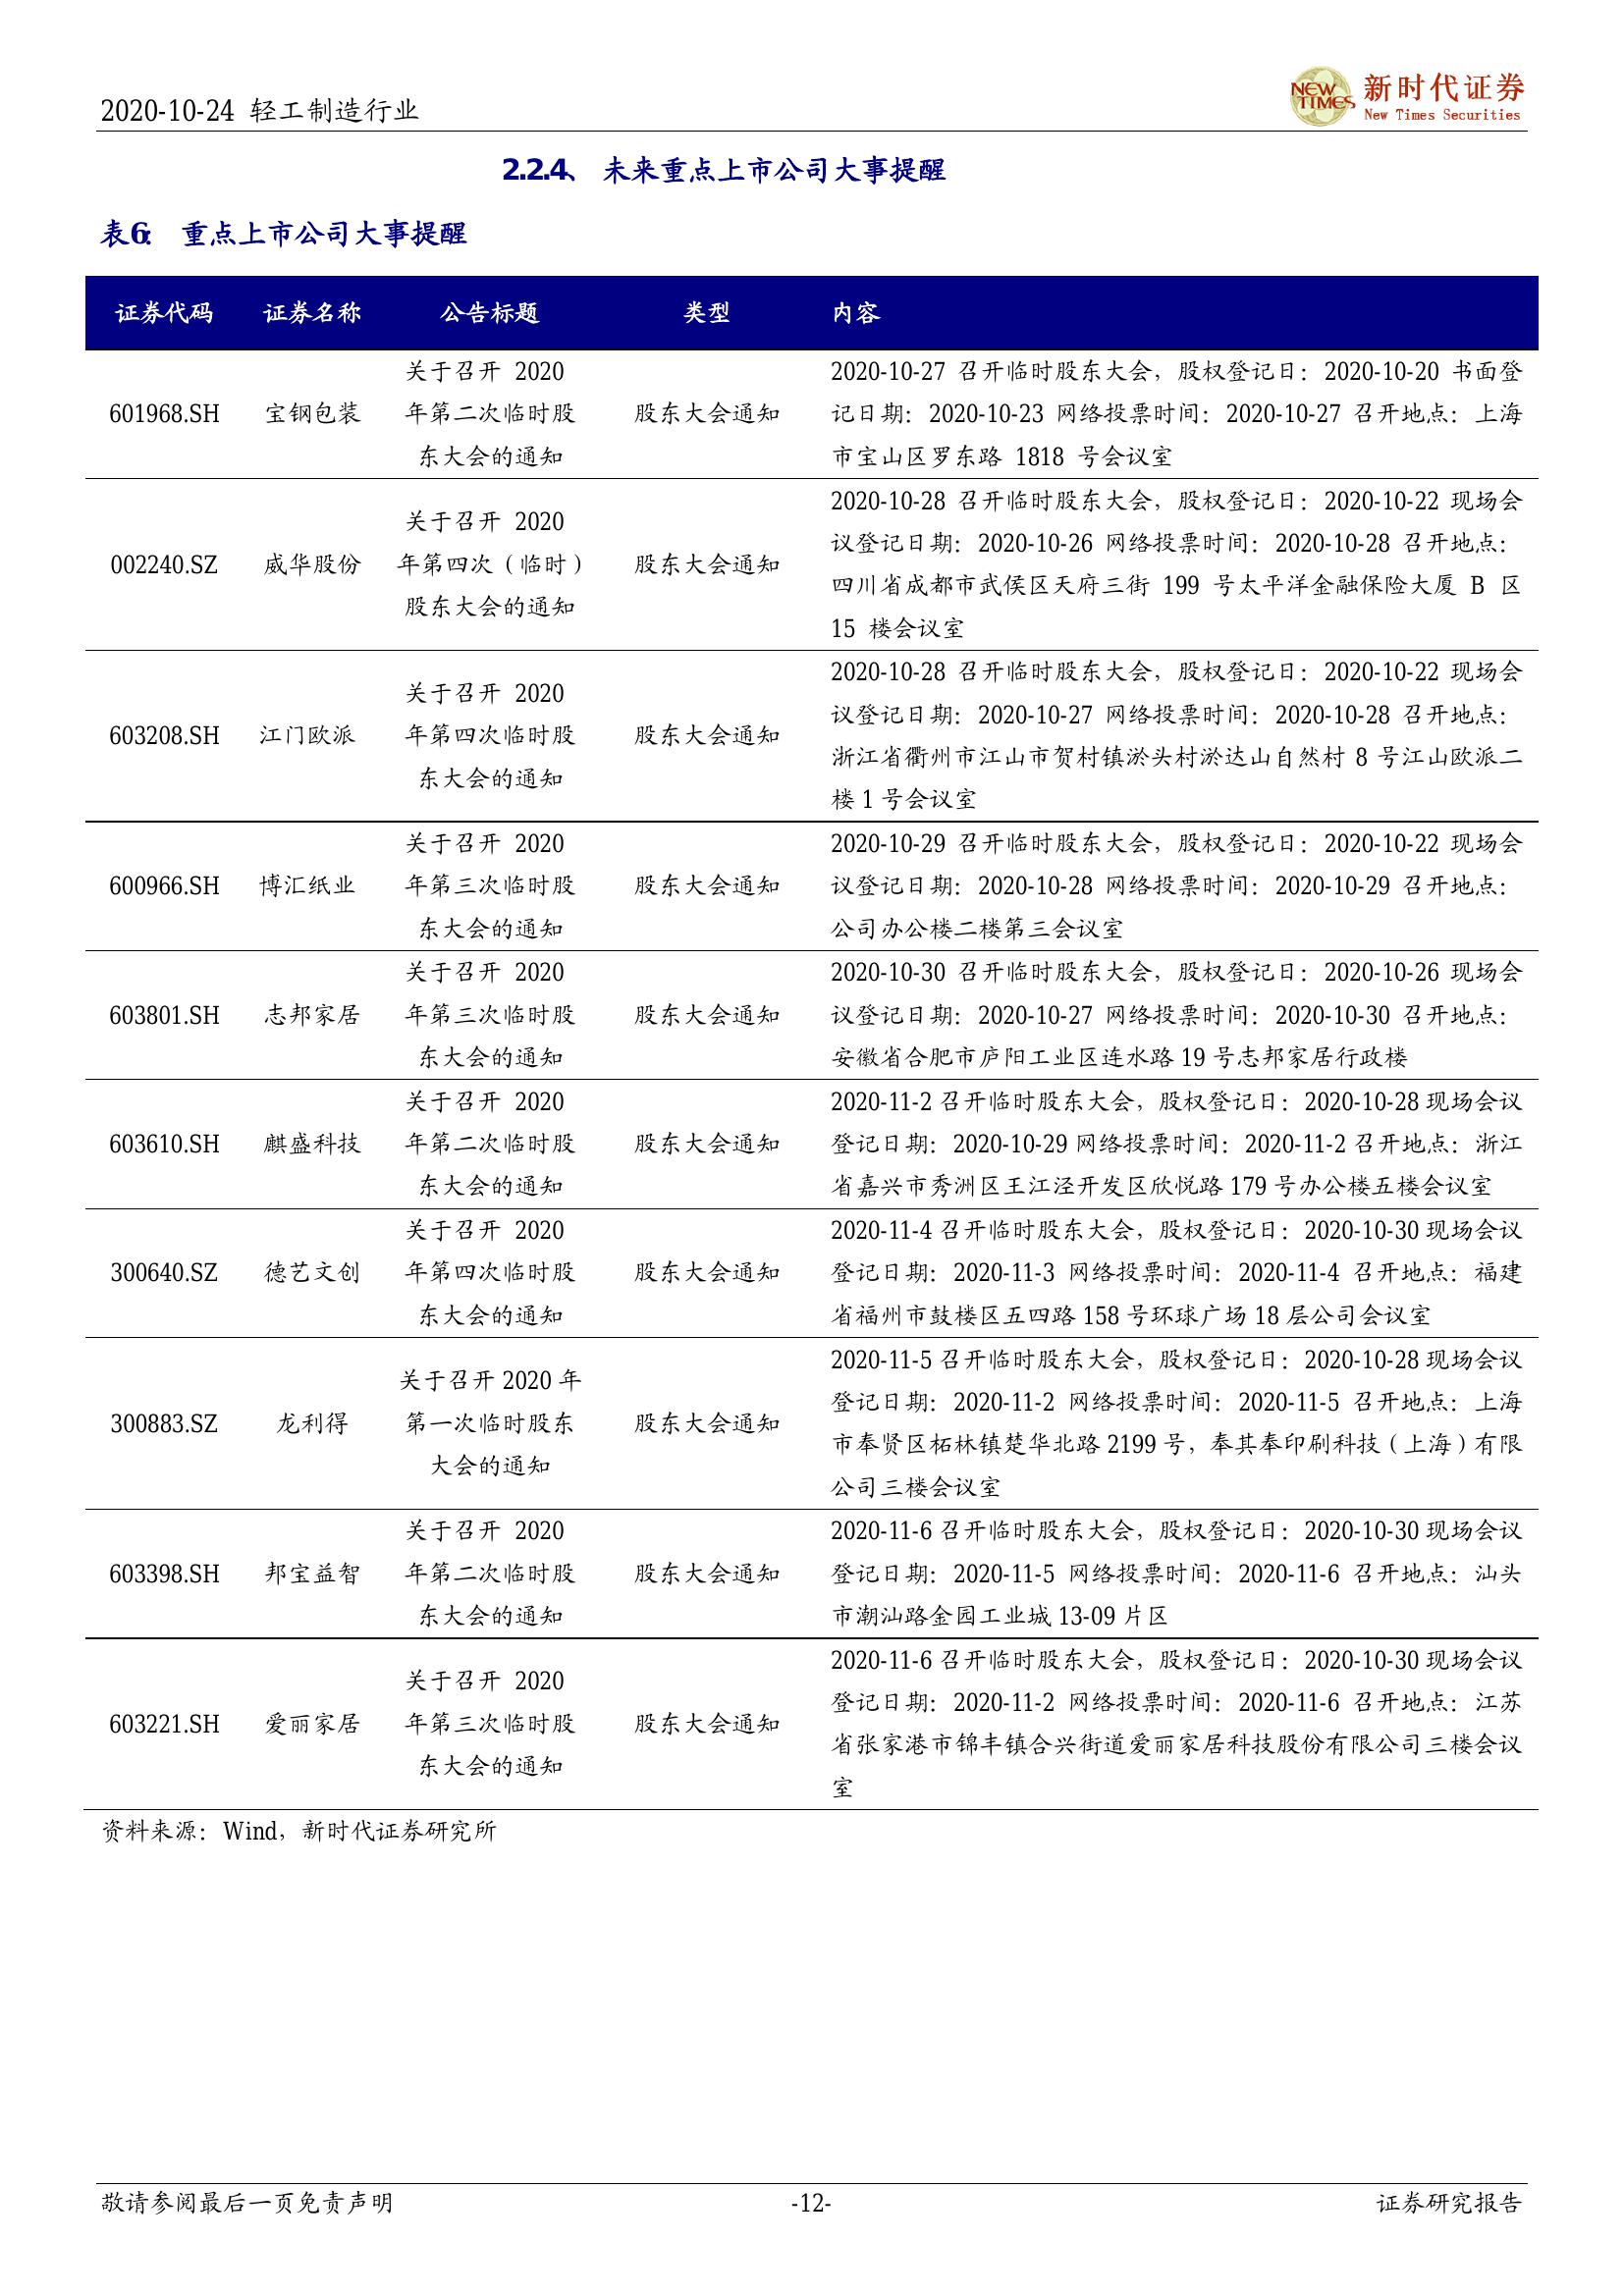 2020-10-24 轻工制造行业
NEW TIMES 新时代证券
New Times Securities
2.2.4、 未来重点上市公司大事提醒
表6： 重点上市公司大事提醒
证券代码 证券名称 公告标题 类型 内容
601968.SH 宝钢包装
关于召开 2020
年第二次临时股
东大会的通知
股东大会通知
2020-10-27 召开临时股东大会，股权登记日：2020-10-20 书面登
记日期：2020-10-23 网络投票时间：2020-10-27 召开地点：上海
市宝山区罗东路 1818 号会议室
002240.SZ 威华股份
关于召开 2020
年第四次（临时）
股东大会的通知
股东大会通知
2020-10-28 召开临时股东大会，股权登记日：2020-10-22 现场会
议登记日期：2020-10-26 网络投票时间：2020-10-28 召开地点：
四川省成都市武侯区天府三街 199 号太平洋金融保险大厦 B 区
15 楼会议室
603208.SH 江门欧派
关于召开 2020
年第四次临时股
东大会的通知
股东大会通知
2020-10-28 召开临时股东大会，股权登记日：2020-10-22 现场会
议登记日期：2020-10-27 网络投票时间：2020-10-28 召开地点：
浙江省衢州市江山市贺村镇淤头村淤达山自然村 8 号江山欧派二
楼 1 号会议室
600966.SH 博汇纸业
关于召开 2020
年第三次临时股
东大会的通知
股东大会通知
2020-10-29 召开临时股东大会，股权登记日：2020-10-22 现场会
议登记日期：2020-10-28 网络投票时间：2020-10-29 召开地点：
公司办公楼二楼第三会议室
603801.SH 志邦家居
关于召开 2020
年第三次临时股
东大会的通知
股东大会通知
2020-10-30 召开临时股东大会，股权登记日：2020-10-26 现场会
议登记日期：2020-10-27 网络投票时间：2020-10-30 召开地点：
安徽省合肥市庐阳工业区连水路 19 号志邦家居行政楼
603610.SH 麒盛科技
关于召开 2020
年第二次临时股
东大会的通知
股东大会通知
2020-11-2 召开临时股东大会，股权登记日：2020-10-28 现场会议
登记日期：2020-10-29 网络投票时间：2020-11-2 召开地点：浙江
省嘉兴市秀洲区王江泾开发区欣悦路 179 号办公楼五楼会议室
300640.SZ 德艺文创
关于召开 2020
年第四次临时股
东大会的通知
股东大会通知
2020-11-4 召开临时股东大会，股权登记日：2020-10-30 现场会议
登记日期：2020-11-3 网络投票时间：2020-11-4 召开地点：福建
省福州市鼓楼区五四路 158 号环球广场 18 层公司会议室
300883.SZ 龙利得
关于召开 2020 年
第一次临时股东
大会的通知
股东大会通知
2020-11-5 召开临时股东大会，股权登记日：2020-10-28 现场会议
登记日期：2020-11-2 网络投票时间：2020-11-5 召开地点：上海
市奉贤区柘林镇楚华北路 2199 号，奉其奉印刷科技（上海）有限
公司三楼会议室
603398.SH 邦宝益智
关于召开 2020
年第二次临时股
东大会的通知
股东大会通知
2020-11-6 召开临时股东大会，股权登记日：2020-10-30 现场会议
登记日期：2020-11-5 网络投票时间：2020-11-6 召开地点：汕头
市潮汕路金园工业城 13-09 片区
603221.SH 爱丽家居
关于召开 2020
年第三次临时股
东大会的通知
股东大会通知
2020-11-6 召开临时股东大会，股权登记日：2020-10-30 现场会议
登记日期：2020-11-2 网络投票时间：2020-11-6 召开地点：江苏
省张家港市锦丰镇合兴街道爱丽家居科技股份有限公司三楼会议
室
资料来源：Wind，新时代证券研究所
敬请参阅最后一页免责声明 -12- 证券研究报告